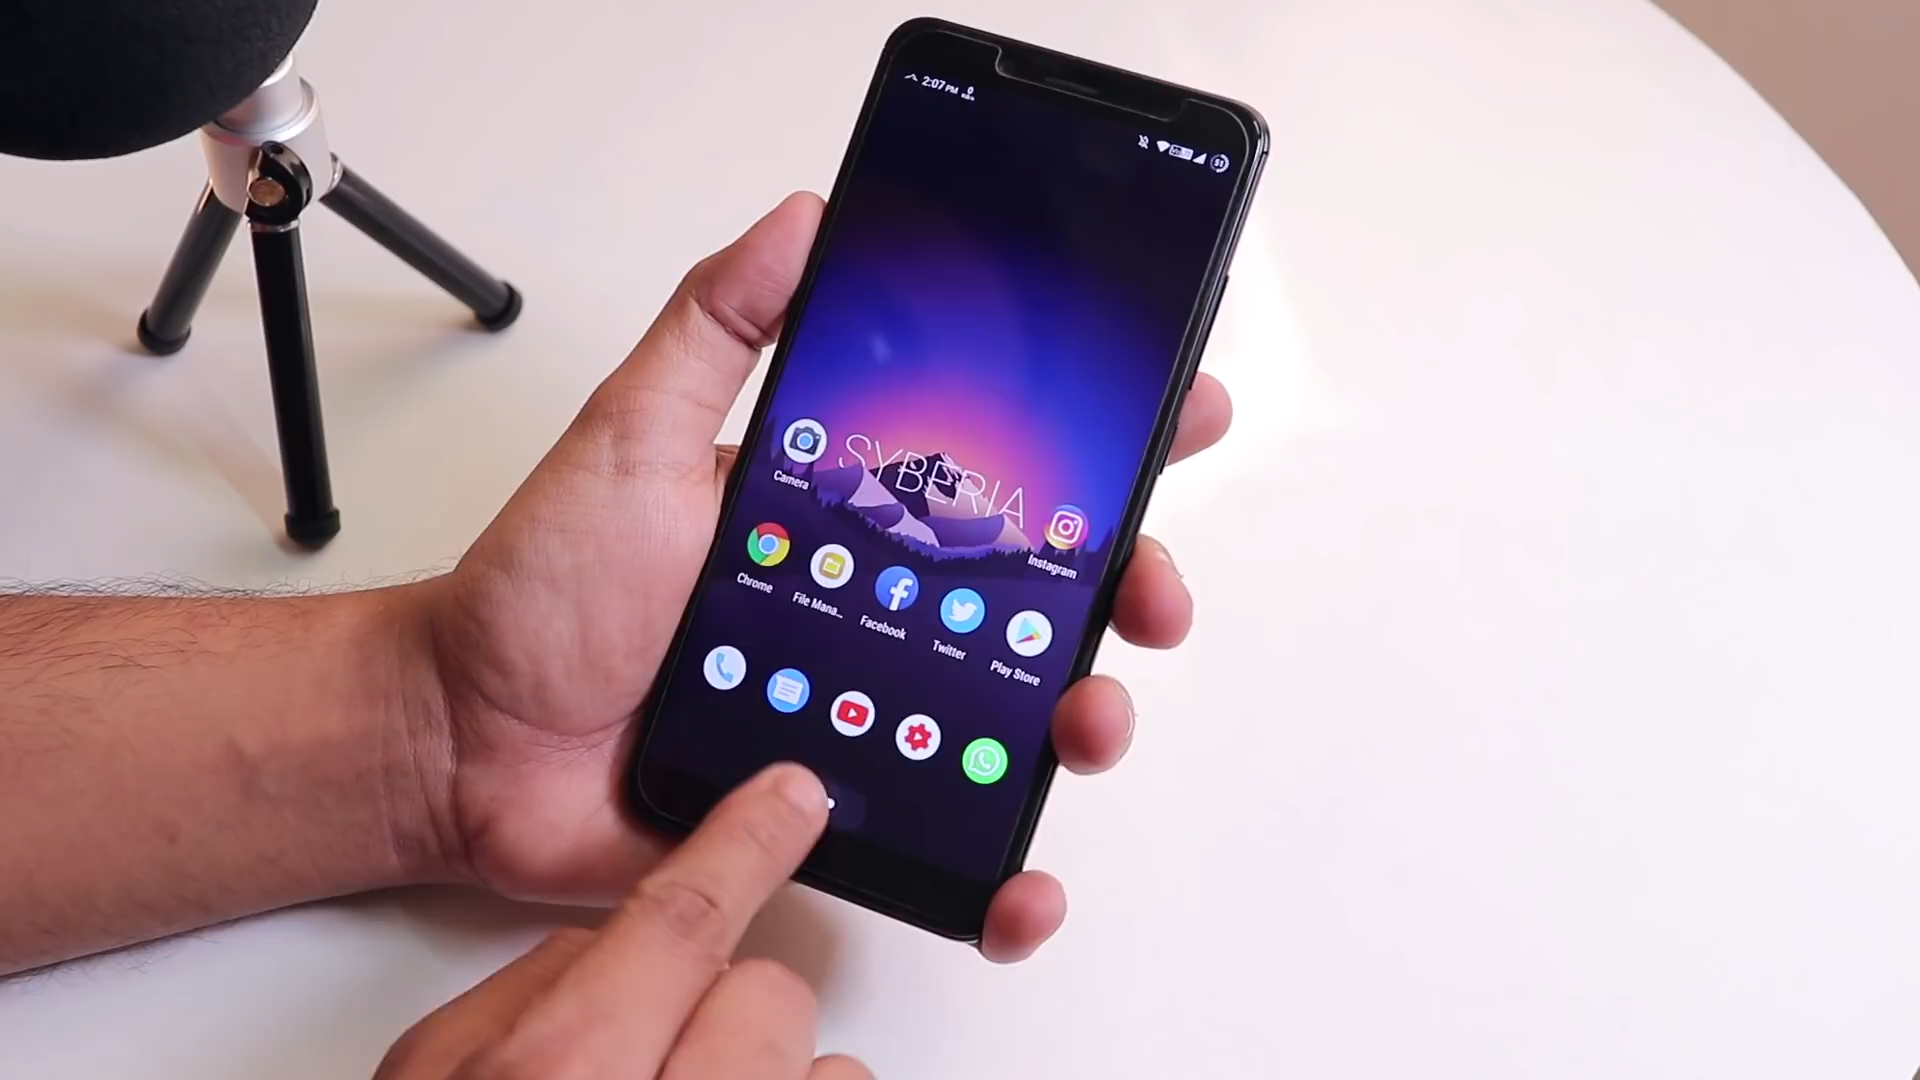 2:07 PM
SYBERIA
Camera
Instagram
Chrome
File Mana...
Facebook
Twitter
Play Store